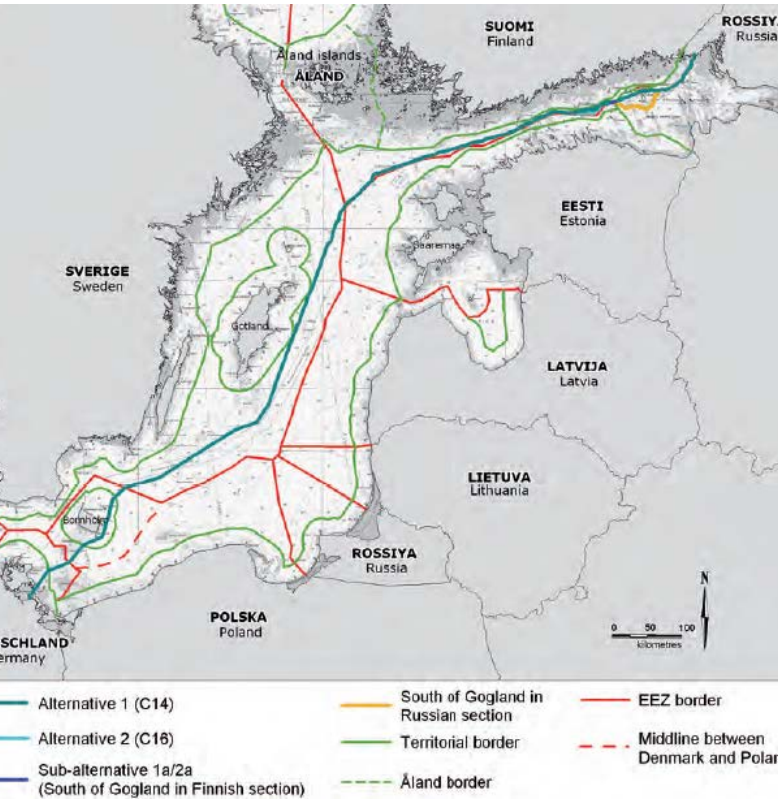 SUOMI
Finland
ROSSIY
Russia
Åland islands
ÅLAND
EESTI
Estonia
Saaremaa
SVERIGE
Sweden
Gotland
LATVIJA
Latvia
LIETUVA
Lithuania
Bornholm
ROSSIYA
Russia
POLSKA
Poland
N
0 50 100
kilometres
SCHLAND
ermany
Alternative 1 (C14)
Alternative 2 (C16)
Sub-alternative 1a/2a
(South of Gogland in Finnish section)
South of Gogland in
Russian section
Territorial border
Åland border
EEZ border
Middline between
Denmark and Polan